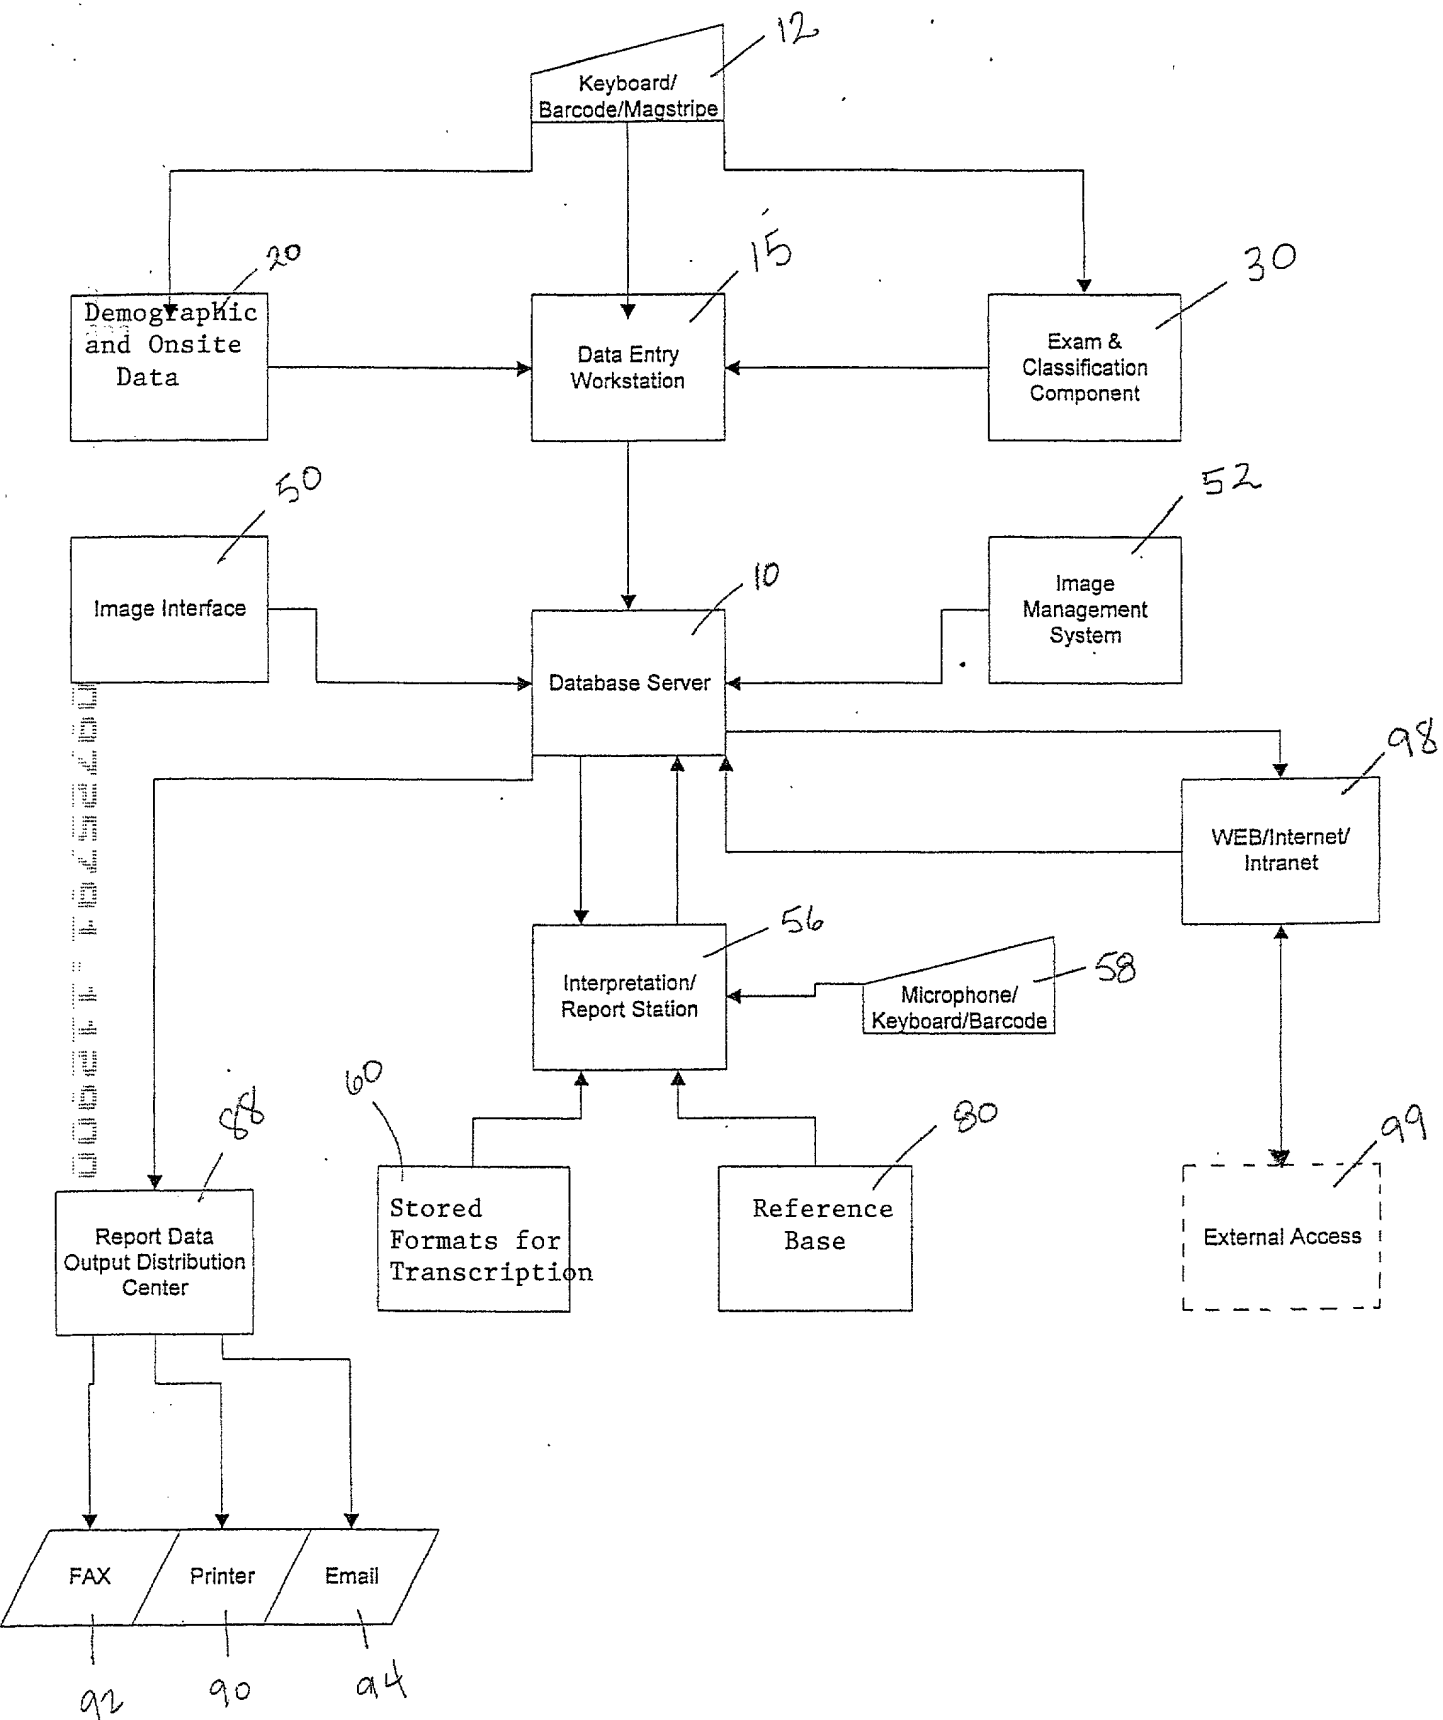 12
Keyboard/
Barcode/Magstripe
20
15
30
Demographic
and Onsite
Data
Data Entry
Workstation
Exam &
Classification
Component
50
52
Image Interface
10
Image
Management
System
Database Server
98
WEB/Internet/
Intranet
56
Interpretation/
Report Station
58
Microphone/
Keyboard/Barcode
60
88
80
99
Report Data
Output Distribution
Center
Stored
Formats for
Transcription
Reference
Base
External Access
FAX
Printer
Email
92
90
94